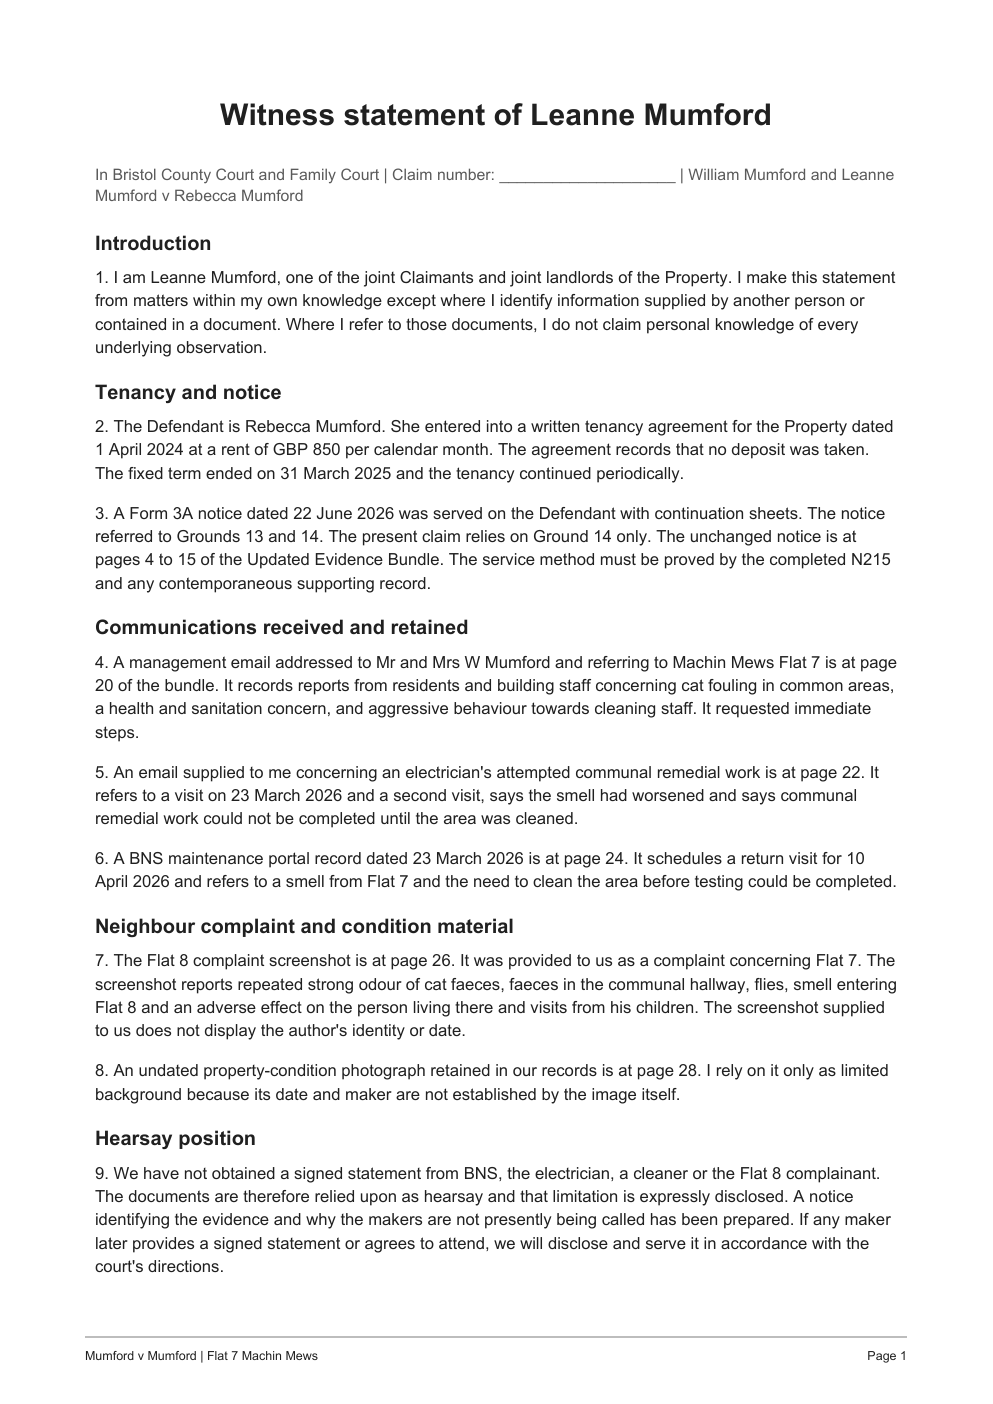 Witness statement of Leanne Mumford
In Bristol County Court and Family Court | Claim number: ____________________ | William Mumford and Leanne
Mumford v Rebecca Mumford
Introduction
1. I am Leanne Mumford, one of the joint Claimants and joint landlords of the Property. I make this statement
from matters within my own knowledge except where I identify information supplied by another person or
contained in a document. Where I refer to those documents, I do not claim personal knowledge of every
underlying observation.
Tenancy and notice
2. The Defendant is Rebecca Mumford. She entered into a written tenancy agreement for the Property dated
1 April 2024 at a rent of GBP 850 per calendar month. The agreement records that no deposit was taken.
The fixed term ended on 31 March 2025 and the tenancy continued periodically.
3. A Form 3A notice dated 22 June 2026 was served on the Defendant with continuation sheets. The notice
referred to Grounds 13 and 14. The present claim relies on Ground 14 only. The unchanged notice is at
pages 4 to 15 of the Updated Evidence Bundle. The service method must be proved by the completed N215
and any contemporaneous supporting record.
Communications received and retained
4. A management email addressed to Mr and Mrs W Mumford and referring to Machin Mews Flat 7 is at page
20 of the bundle. It records reports from residents and building staff concerning cat fouling in common areas,
a health and sanitation concern, and aggressive behaviour towards cleaning staff. It requested immediate
steps.
5. An email supplied to me concerning an electrician's attempted communal remedial work is at page 22. It
refers to a visit on 23 March 2026 and a second visit, says the smell had worsened and says communal
remedial work could not be completed until the area was cleaned.
6. A BNS maintenance portal record dated 23 March 2026 is at page 24. It schedules a return visit for 10
April 2026 and refers to a smell from Flat 7 and the need to clean the area before testing could be completed.
Neighbour complaint and condition material
7. The Flat 8 complaint screenshot is at page 26. It was provided to us as a complaint concerning Flat 7. The
screenshot reports repeated strong odour of cat faeces, faeces in the communal hallway, flies, smell entering
Flat 8 and an adverse effect on the person living there and visits from his children. The screenshot supplied
to us does not display the author's identity or date.
8. An undated property-condition photograph retained in our records is at page 28. I rely on it only as limited
background because its date and maker are not established by the image itself.
Hearsay position
9. We have not obtained a signed statement from BNS, the electrician, a cleaner or the Flat 8 complainant.
The documents are therefore relied upon as hearsay and that limitation is expressly disclosed. A notice
identifying the evidence and why the makers are not presently being called has been prepared. If any maker
later provides a signed statement or agrees to attend, we will disclose and serve it in accordance with the
court's directions.
Mumford v Mumford | Flat 7 Machin Mews
Page 1